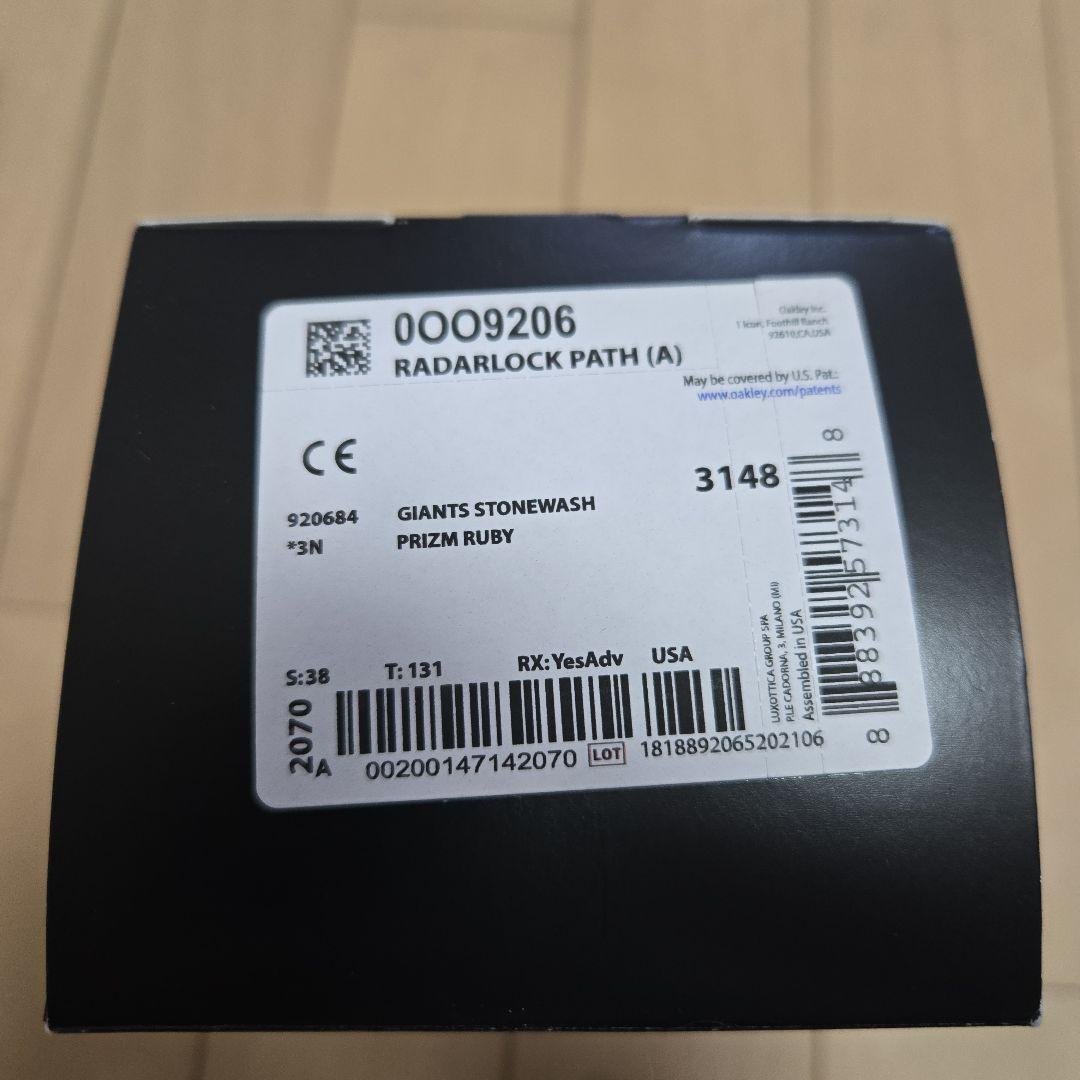 0OO9206
RADARLOCK PATH (A)
Oakley Inc.
1 Icon, Foothill Ranch
92610,CA,USA
May be covered by U.S. Pat.:
www.oakley.com/patents
CE
3148
920684 GIANTS STONEWASH
*3N PRIZM RUBY
S:38 T: 131 RX: YesAdv USA
2070
A
00200147142070 LOT 1818892065202106
LUXOTTICA GROUP SPA
P.LE CADORNA, 3, MILANO (MI)
Assembled in USA
8 88392 57314 8